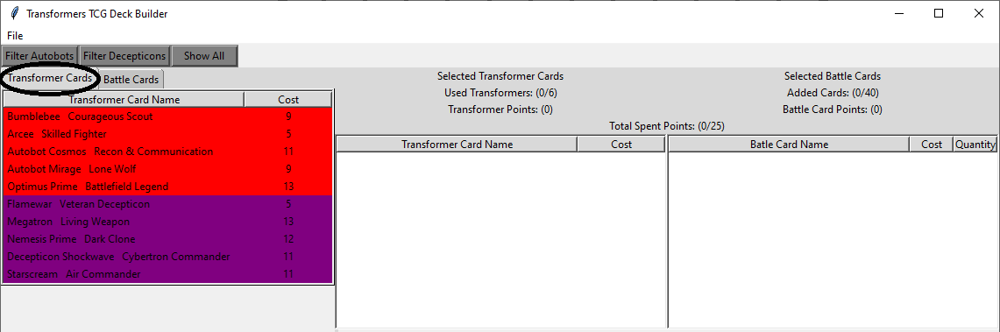 Transformers TCG Deck Builder
File
Filter Autobots Filter Decepticons Show All
Transformer Cards Battle Cards
Transformer Card Name Cost
Bumblebee Courageous Scout 9
Arcee Skilled Fighter 5
Autobot Cosmos Recon & Communication 11
Autobot Mirage Lone Wolf 9
Optimus Prime Battlefield Legend 13
Flamewar Veteran Decepticon 5
Megatron Living Weapon 13
Nemesis Prime Dark Clone 12
Decepticon Shockwave Cybertron Commander 11
Starscream Air Commander 11
Selected Transformer Cards
Used Transformers: (0/6)
Transformer Points: (0)
Selected Battle Cards
Added Cards: (0/40)
Battle Card Points: (0)
Total Spent Points: (0/25)
Transformer Card Name Cost
Batle Card Name Cost Quantity